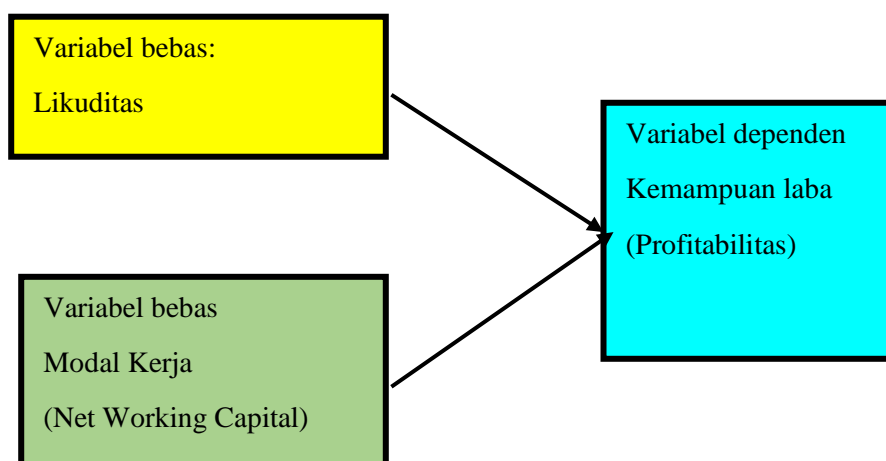 Variabel bebas:
Likuditas
Variabel dependen
Kemampuan laba
(Profitabilitas)
Variabel bebas
Modal Kerja
(Net Working Capital)